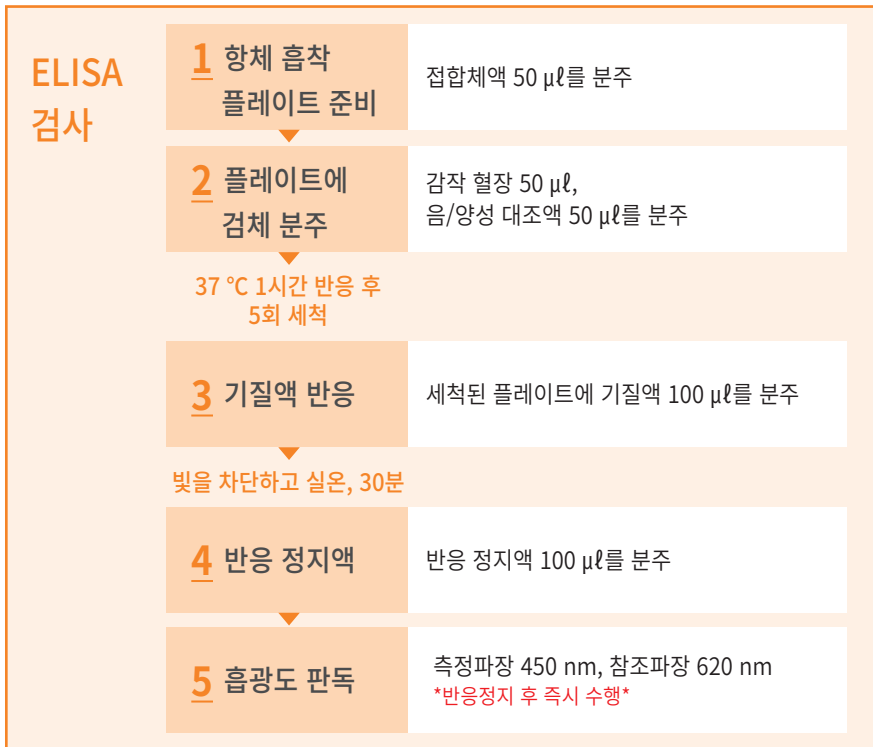 ELISA
검사
1 항체 흡착
플레이트 준비
접합체액 50 μℓ를 분주
2 플레이트에
검체 분주
감작 혈장 50 μℓ,
음/양성 대조액 50 μℓ를 분주
37 ℃ 1시간 반응 후
5회 세척
3 기질액 반응
세척된 플레이트에 기질액 100 μℓ를 분주
빛을 차단하고 실온, 30분
4 반응 정지액
반응 정지액 100 μℓ를 분주
5 흡광도 판독
측정파장 450 nm, 참조파장 620 nm
*반응정지 후 즉시 수행*